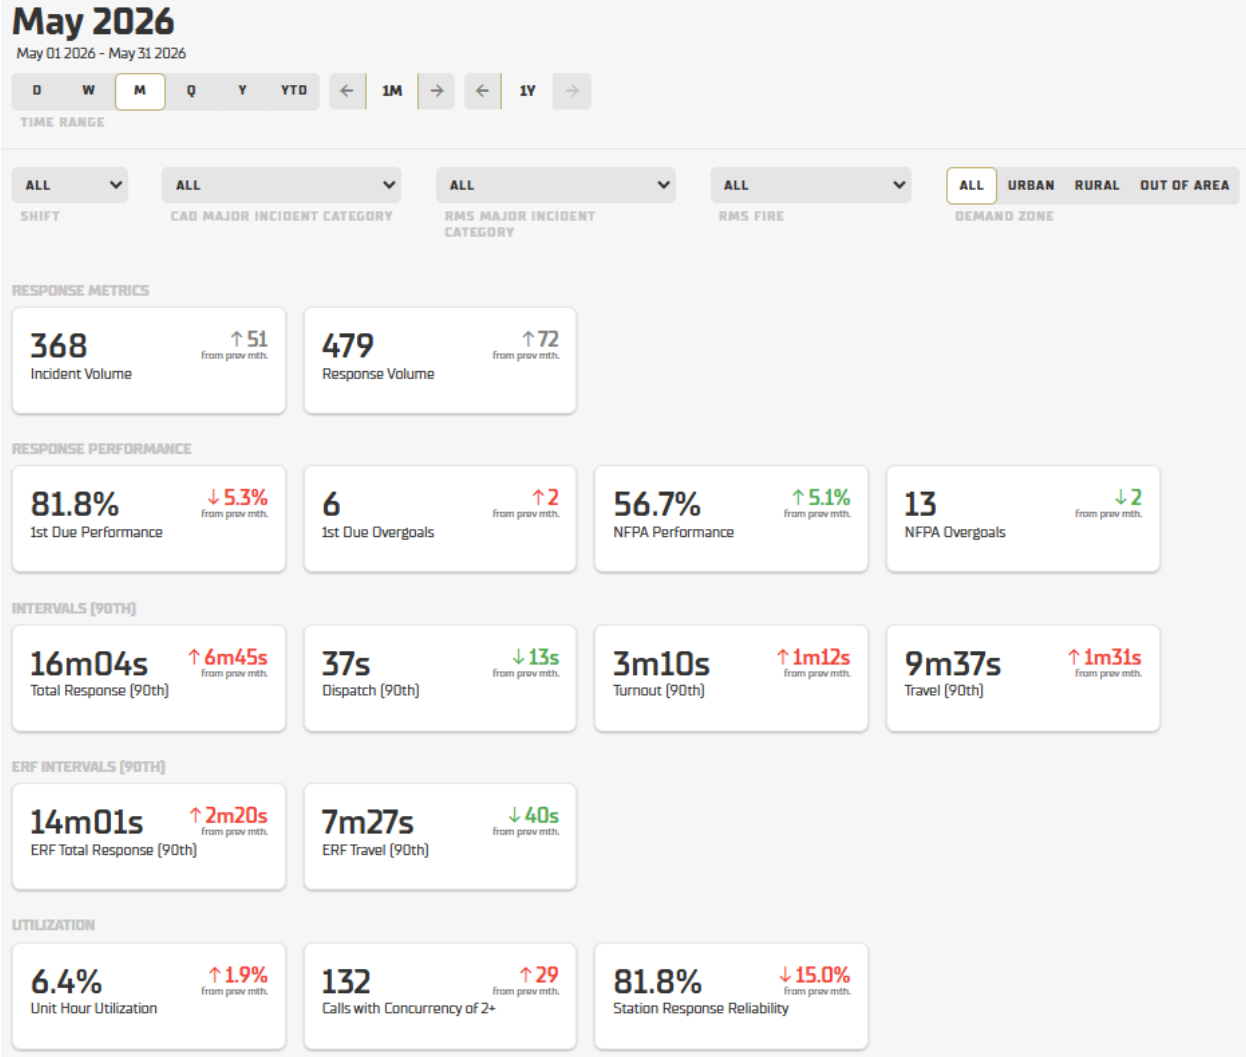 May 2026
May 01 2026 - May 31 2026
D W M Q Y YTD ← 1M → ← 1Y →
TIME RANGE
ALL ALL ALL ALL ALL URBAN RURAL OUT OF AREA
SHIFT CAD MAJOR INCIDENT CATEGORY RMS MAJOR INCIDENT CATEGORY RMS FIRE DEMAND ZONE
RESPONSE METRICS
368 ↑51 479 ↑72
from prev mth. from prev mth.
Incident Volume Response Volume
RESPONSE PERFORMANCE
81.8% ↓5.3% 6 ↑2 56.7% ↑5.1% 13 ↓2
from prev mth. from prev mth. from prev mth. from prev mth.
1st Due Performance 1st Due Overgoals NFPA Performance NFPA Overgoals
INTERVALS (90TH)
16m04s ↑6m45s 37s ↓13s 3m10s ↑1m12s 9m37s ↑1m31s
from prev mth. from prev mth. from prev mth. from prev mth.
Total Response (90th) Dispatch (90th) Turnout (90th) Travel (90th)
ERF INTERVALS (90TH)
14m01s ↑2m20s 7m27s ↓40s
from prev mth. from prev mth.
ERF Total Response (90th) ERF Travel (90th)
UTILIZATION
6.4% ↑1.9% 132 ↑29 81.8% ↓15.0%
from prev mth. from prev mth. from prev mth.
Unit Hour Utilization Calls with Concurrency of 2+ Station Response Reliability